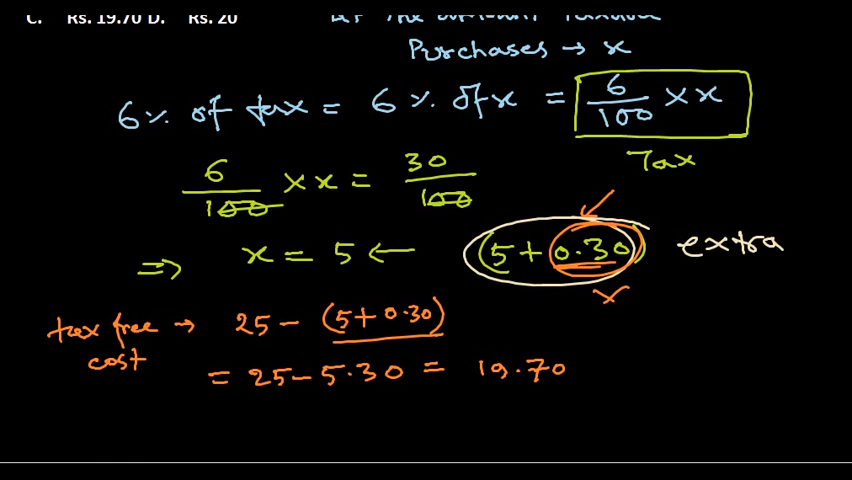 C. Rs. 19.70 D. Rs. 20
Purchases → x
6% of tax = 6% of x = 6/100 × x
Tax
6/100 × x = 30/100
⇒ x = 5 ← (5 + 0.30) extra
x
tax free → 25 - (5 + 0.30)
cost
= 25 - 5.30 = 19.70